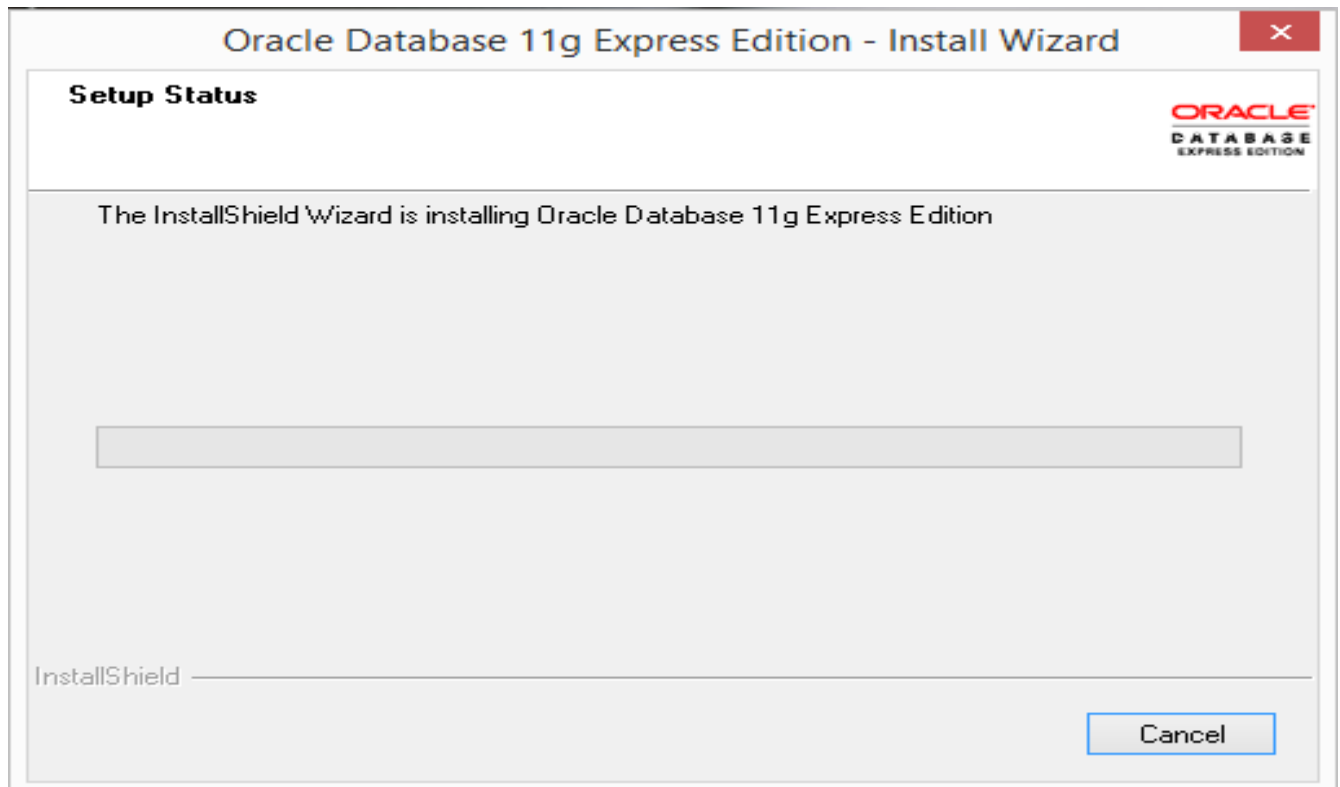 Oracle Database 11g Express Edition - Install Wizard
Setup Status
ORACLE
DATABASE
EXPRESS EDITION
The InstallShield Wizard is installing Oracle Database 11g Express Edition
InstallShield
Cancel